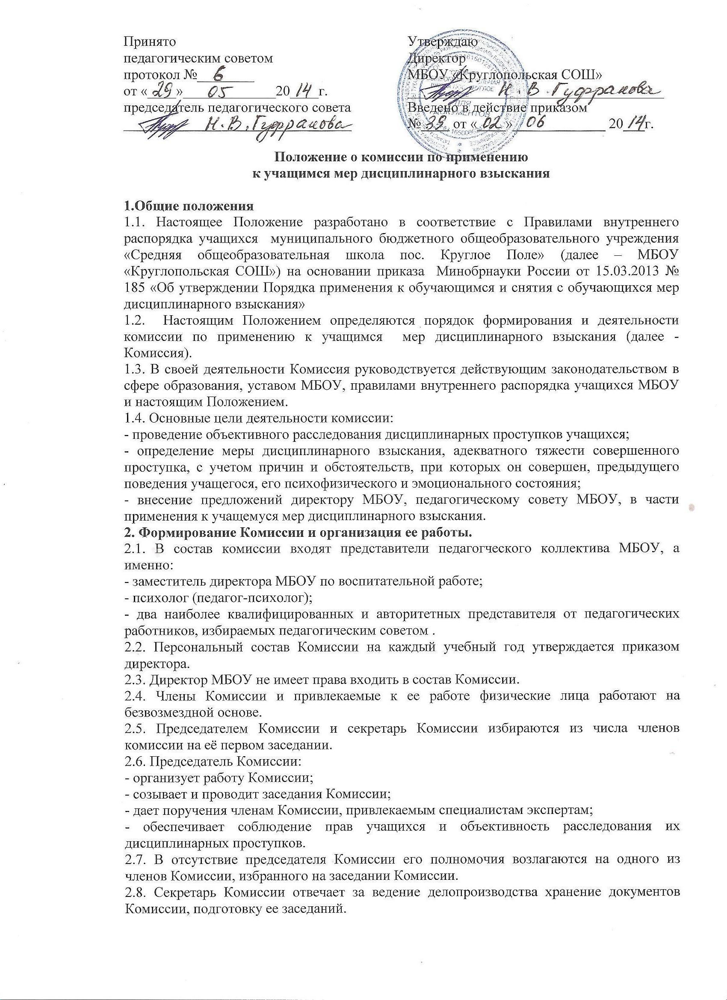 Принято
педагогическим советом
протокол № 6
от « 29 » 05 20 14 г.
председатель педагогического совета
Н.В. Гуфранова
Утверждаю
Директор
МБОУ «Круглопольская СОШ»
Н.В. Гуфранова
Введено в действие приказом
№ 39 от « 02 » 06 20 14 г.
ДЛЯ
ДОКУМЕНТОВ
Положение о комиссии по применению
к учащимся мер дисциплинарного взыскания
1.Общие положения
1.1. Настоящее Положение разработано в соответствие с Правилами внутреннего
распорядка учащихся муниципального бюджетного общеобразовательного учреждения
«Средняя общеобразовательная школа пос. Круглое Поле» (далее – МБОУ
«Круглопольская СОШ») на основании приказа Минобрнауки России от 15.03.2013 №
185 «Об утверждении Порядка применения к обучающимся и снятия с обучающихся мер
дисциплинарного взыскания»
1.2. Настоящим Положением определяются порядок формирования и деятельности
комиссии по применению к учащимся мер дисциплинарного взыскания (далее -
Комиссия).
1.3. В своей деятельности Комиссия руководствуется действующим законодательством в
сфере образования, уставом МБОУ, правилами внутреннего распорядка учащихся МБОУ
и настоящим Положением.
1.4. Основные цели деятельности комиссии:
- проведение объективного расследования дисциплинарных проступков учащихся;
- определение меры дисциплинарного взыскания, адекватного тяжести совершенного
проступка, с учетом причин и обстоятельств, при которых он совершен, предыдущего
поведения учащегося, его психофизического и эмоционального состояния;
- внесение предложений директору МБОУ, педагогическому совету МБОУ, в части
применения к учащемуся мер дисциплинарного взыскания.
2. Формирование Комиссии и организация ее работы.
2.1. В состав комиссии входят представители педагогческого коллектива МБОУ, а
именно:
- заместитель директора МБОУ по воспитательной работе;
- психолог (педагог-психолог);
- два наиболее квалифицированных и авторитетных представителя от педагогических
работников, избираемых педагогическим советом .
2.2. Персональный состав Комиссии на каждый учебный год утверждается приказом
директора.
2.3. Директор МБОУ не имеет права входить в состав Комиссии.
2.4. Члены Комиссии и привлекаемые к ее работе физические лица работают на
безвозмездной основе.
2.5. Председателем Комиссии и секретарь Комиссии избираются из числа членов
комиссии на её первом заседании.
2.6. Председатель Комиссии:
- организует работу Комиссии;
- созывает и проводит заседания Комиссии;
- дает поручения членам Комиссии, привлекаемым специалистам экспертам;
- обеспечивает соблюдение прав учащихся и объективность расследования их
дисциплинарных проступков.
2.7. В отсутствие председателя Комиссии его полномочия возлагаются на одного из
членов Комиссии, избранного на заседании Комиссии.
2.8. Секретарь Комиссии отвечает за ведение делопроизводства хранение документов
Комиссии, подготовку ее заседаний.